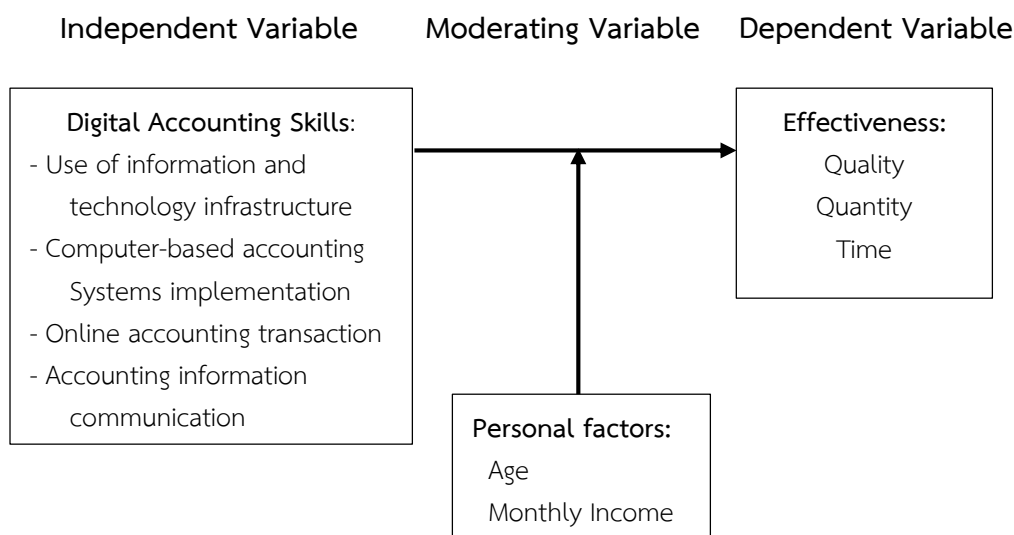 Independent Variable
Moderating Variable
Dependent Variable
Digital Accounting Skills:
- Use of information and
technology infrastructure
- Computer-based accounting
Systems implementation
- Online accounting transaction
- Accounting information
communication
Effectiveness:
Quality
Quantity
Time
Personal factors:
Age
Monthly Income